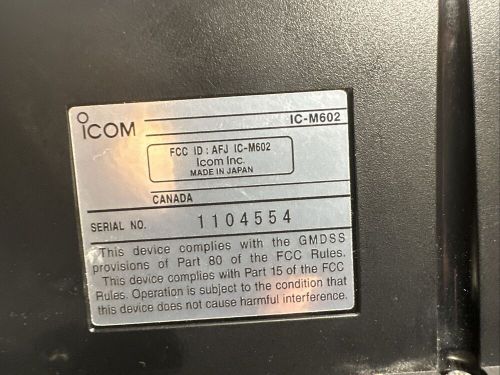 ICOM
IC-M602
FCC ID : AFJ IC-M602
Icom Inc.
MADE IN JAPAN
CANADA
SERIAL NO. 1104554
This device complies with the GMDSS
provisions of Part 80 of the FCC Rules.
This device complies with Part 15 of the FCC
Rules. Operation is subject to the condition that
this device does not cause harmful interference.